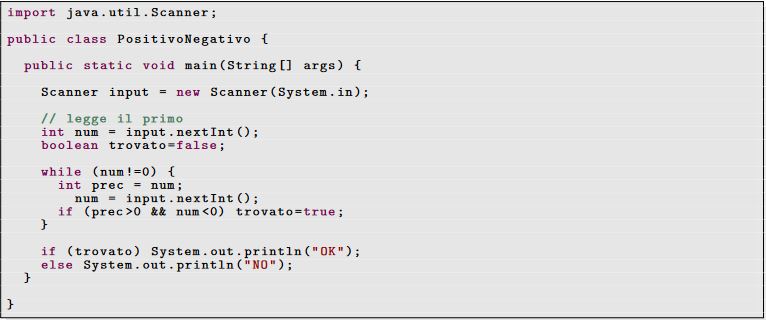 import java.util.Scanner;
public class PositivoNegativo {
public static void main(String[] args) {
Scanner input = new Scanner(System.in);
// legge il primo
int num = input.nextInt();
boolean trovato=false;
while (num!=0) {
int prec = num;
num = input.nextInt();
if (prec>0 && num<0) trovato=true;
}
if (trovato) System.out.println("OK");
else System.out.println("NO");
}
}